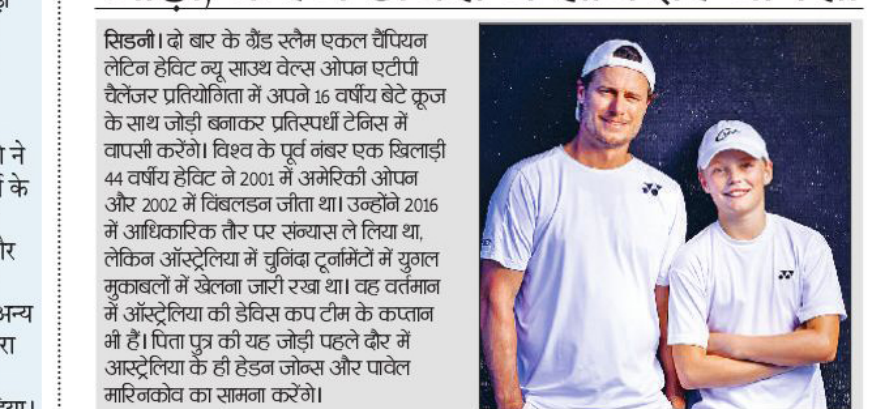 सिडनी। दो बार के ग्रैंड स्लैम एकल चैंपियन
लेटिन हेविट न्यू साउथ वेल्स ओपन एटीपी
चैलेंजर प्रतियोगिता में अपने 16 वर्षीय बेटे क्रूज
के साथ जोड़ी बनाकर प्रतिस्पर्धी टेनिस में
वापसी करेंगे। विश्व के पूर्व नंबर एक खिलाड़ी
44 वर्षीय हेविट ने 2001 में अमेरिकी ओपन
और 2002 में विंबलडन जीता था। उन्होंने 2016
में आधिकारिक तौर पर संन्यास ले लिया था,
लेकिन ऑस्ट्रेलिया में चुनिंदा टूर्नामेंटों में युगल
मुकाबलों में खेलना जारी रखा था। वह वर्तमान
में ऑस्ट्रेलिया की डेविस कप टीम के कप्तान
भी हैं। पिता पुत्र की यह जोड़ी पहले दौर में
आस्ट्रेलिया के ही हेडन जोन्स और पावेल
मारिनकोव का सामना करेंगे।
ने
के
अन्य
रा